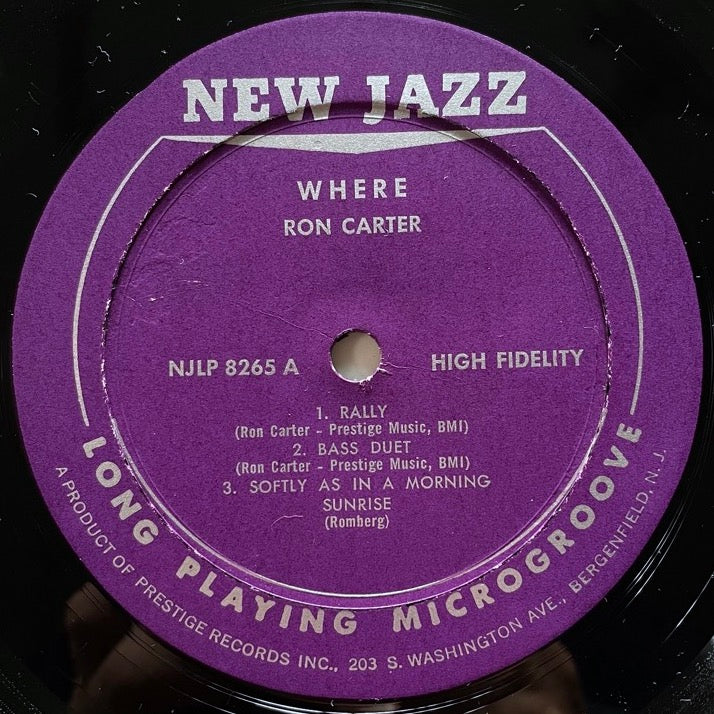 NEW JAZZ
WHERE
RON CARTER
NJLP 8265 A
HIGH FIDELITY
1. RALLY
(Ron Carter - Prestige Music, BMI)
2. BASS DUET
(Ron Carter - Prestige Music, BMI)
3. SOFTLY AS IN A MORNING
SUNRISE
(Romberg)
LONG PLAYING MICROGROOVE
A PRODUCT OF PRESTIGE RECORDS INC., 203 S. WASHINGTON AVE., BERGENFIELD, N. J.